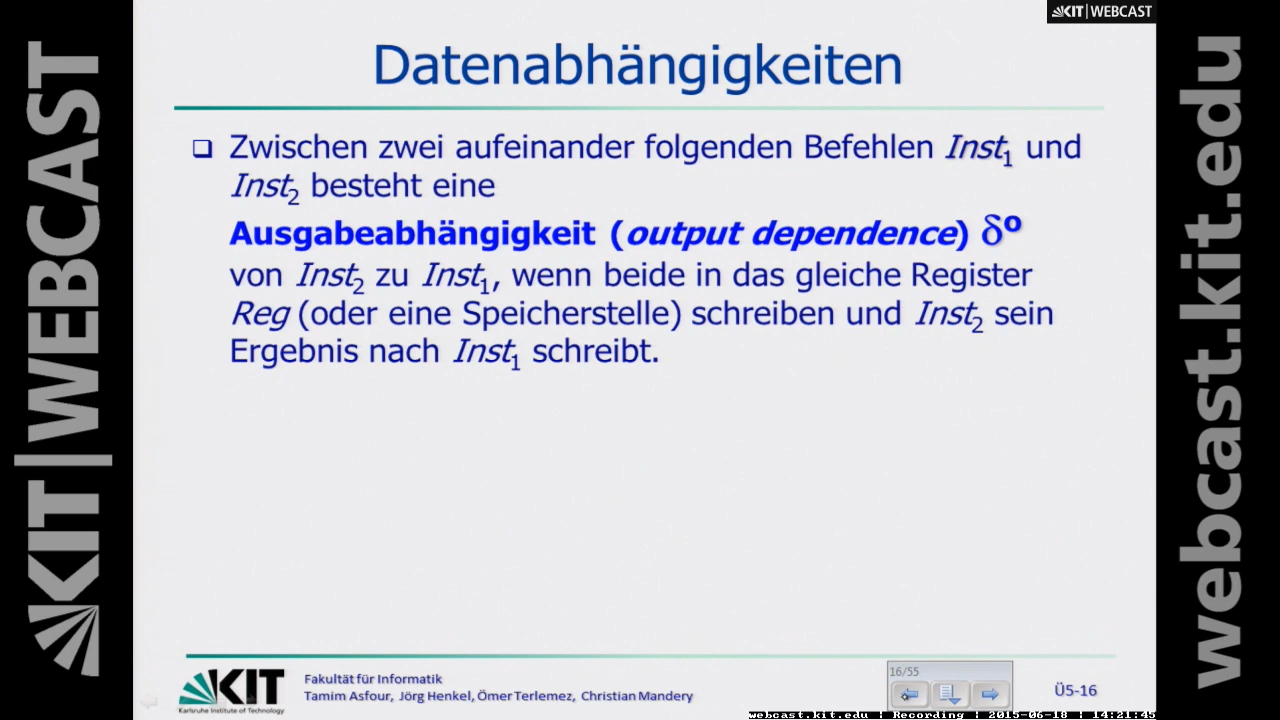 KIT | WEBCAST
KIT | WEBCAST
webcast.kit.edu
Datenabhängigkeiten
❑ Zwischen zwei aufeinander folgenden Befehlen Inst₁ und
Inst₂ besteht eine
Ausgabeabhängigkeit (output dependence) δº
von Inst₂ zu Inst₁, wenn beide in das gleiche Register
Reg (oder eine Speicherstelle) schreiben und Inst₂ sein
Ergebnis nach Inst₁ schreibt.
KIT
Karlsruhe Institute of Technology
Fakultät für Informatik
Tamim Asfour, Jörg Henkel, Ömer Terlemez, Christian Mandery
16/55
Ü5-16
webcast.kit.edu | Recording | 2015-06-18 | 14:21:45